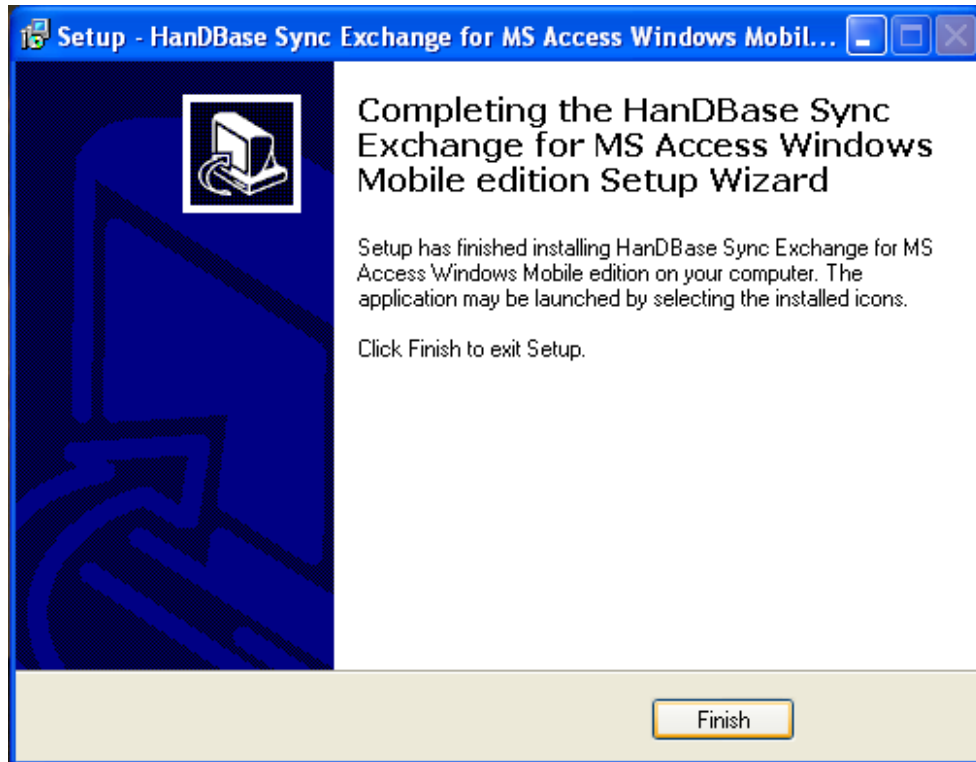 Setup - HanDBase Sync Exchange for MS Access Windows Mobil...
Completing the HanDBase Sync
Exchange for MS Access Windows
Mobile edition Setup Wizard
Setup has finished installing HanDBase Sync Exchange for MS
Access Windows Mobile edition on your computer. The
application may be launched by selecting the installed icons.
Click Finish to exit Setup.
Finish